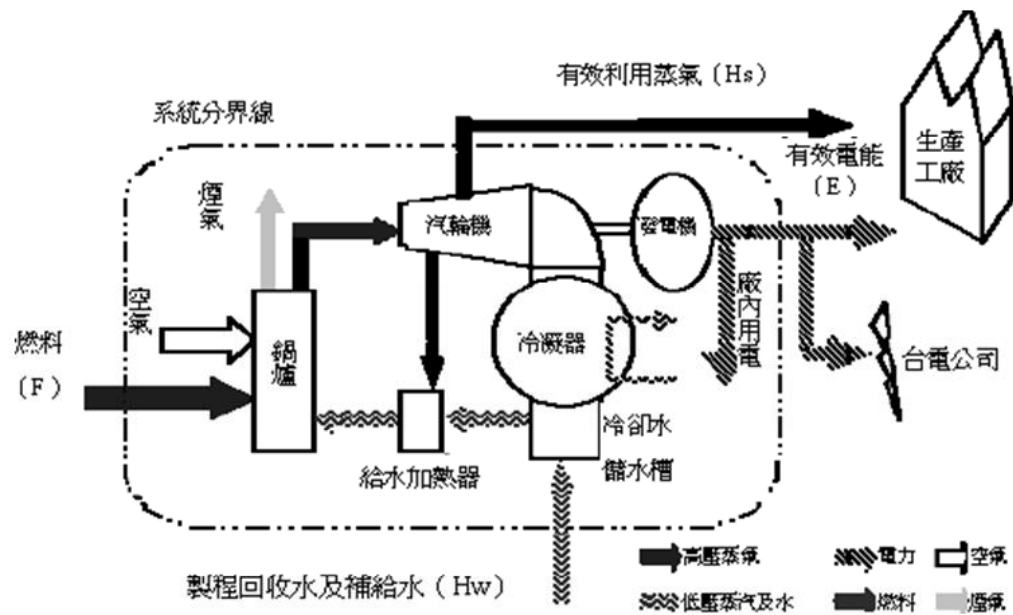 有效利用蒸氣（Hs）
系統分界線
有效電能
（E）
生產
工廠
煙氣
汽輪機
發電機
空氣
燃料
（F）
鍋爐
冷凝器
廠內用電
台電公司
冷卻水
給水加熱器
儲水槽
製程回收水及補給水（Hw）
高壓蒸氣
電力
空氣
低壓蒸汽及水
燃料
煙氣